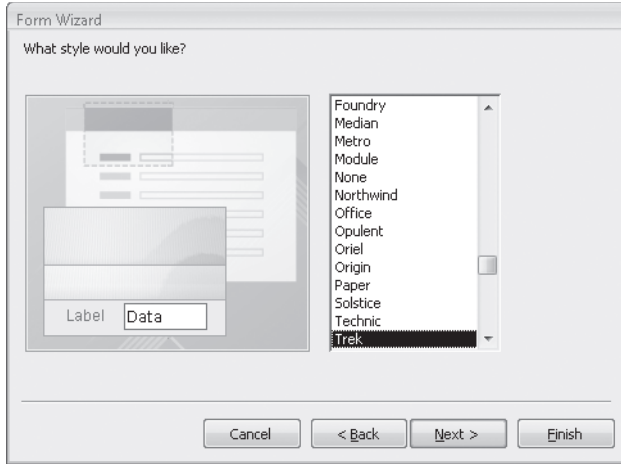 Form Wizard
What style would you like?
Label
Data
Foundry
Median
Metro
Module
None
Northwind
Office
Opulent
Oriel
Origin
Paper
Solstice
Technic
Trek
Cancel
< Back
Next >
Finish